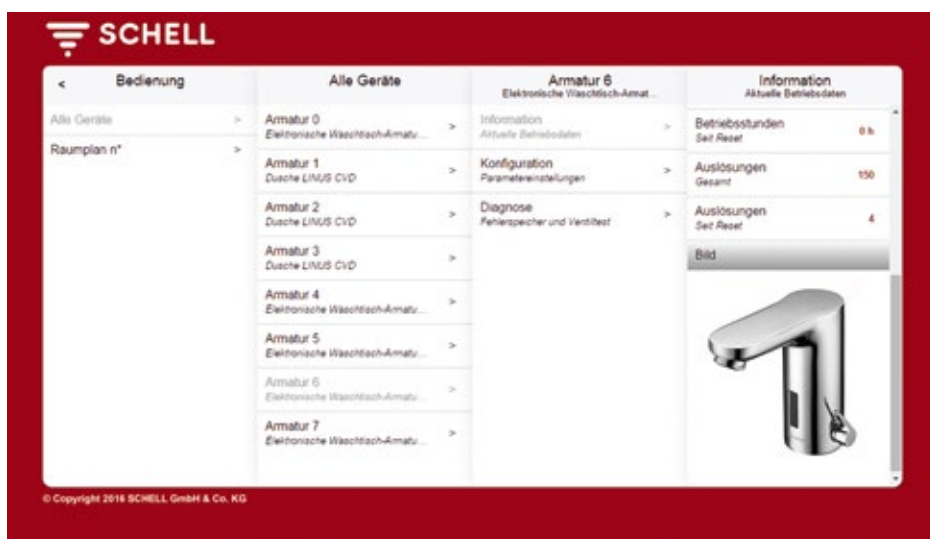 SCHELL
< Bedienung
Alle Geräte >
Raumplan n* >
Alle Geräte
Armatur 0 >
Elektronische Waschtisch-Armatu...
Armatur 1 >
Dusche LINUS CVD
Armatur 2 >
Dusche LINUS CVD
Armatur 3 >
Dusche LINUS CVD
Armatur 4 >
Elektronische Waschtisch-Armatu...
Armatur 5 >
Elektronische Waschtisch-Armatu...
Armatur 6 >
Elektronische Waschtisch-Armatu...
Armatur 7 >
Elektronische Waschtisch-Armatu...
Armatur 6
Elektronische Waschtisch-Armat...
Information >
Aktuelle Betriebsdaten
Konfiguration >
Parametereinstellungen
Diagnose >
Fehlerspeicher und Ventiltest
Information
Aktuelle Betriebsdaten
Betriebsstunden 0 h
Seit Reset
Auslösungen 150
Gesamt
Auslösungen 4
Seit Reset
Bild
© Copyright 2016 SCHELL GmbH & Co. KG